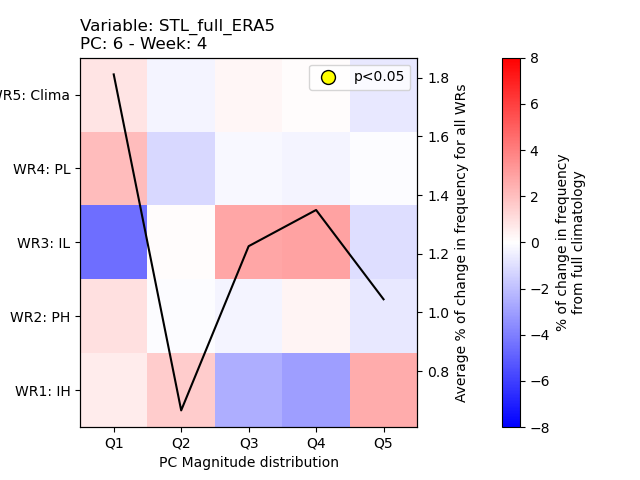 Variable: STL_full_ERA5
PC: 6 - Week: 4
p<0.05
WR5: Clima
WR4: PL
WR3: IL
WR2: PH
WR1: IH
Q1 Q2 Q3 Q4 Q5
PC Magnitude distribution
1.8
1.6
1.4
1.2
1.0
0.8
Average % of change in frequency for all WRs
8
6
4
2
0
−2
−4
−6
−8
% of change in frequency
from full climatology